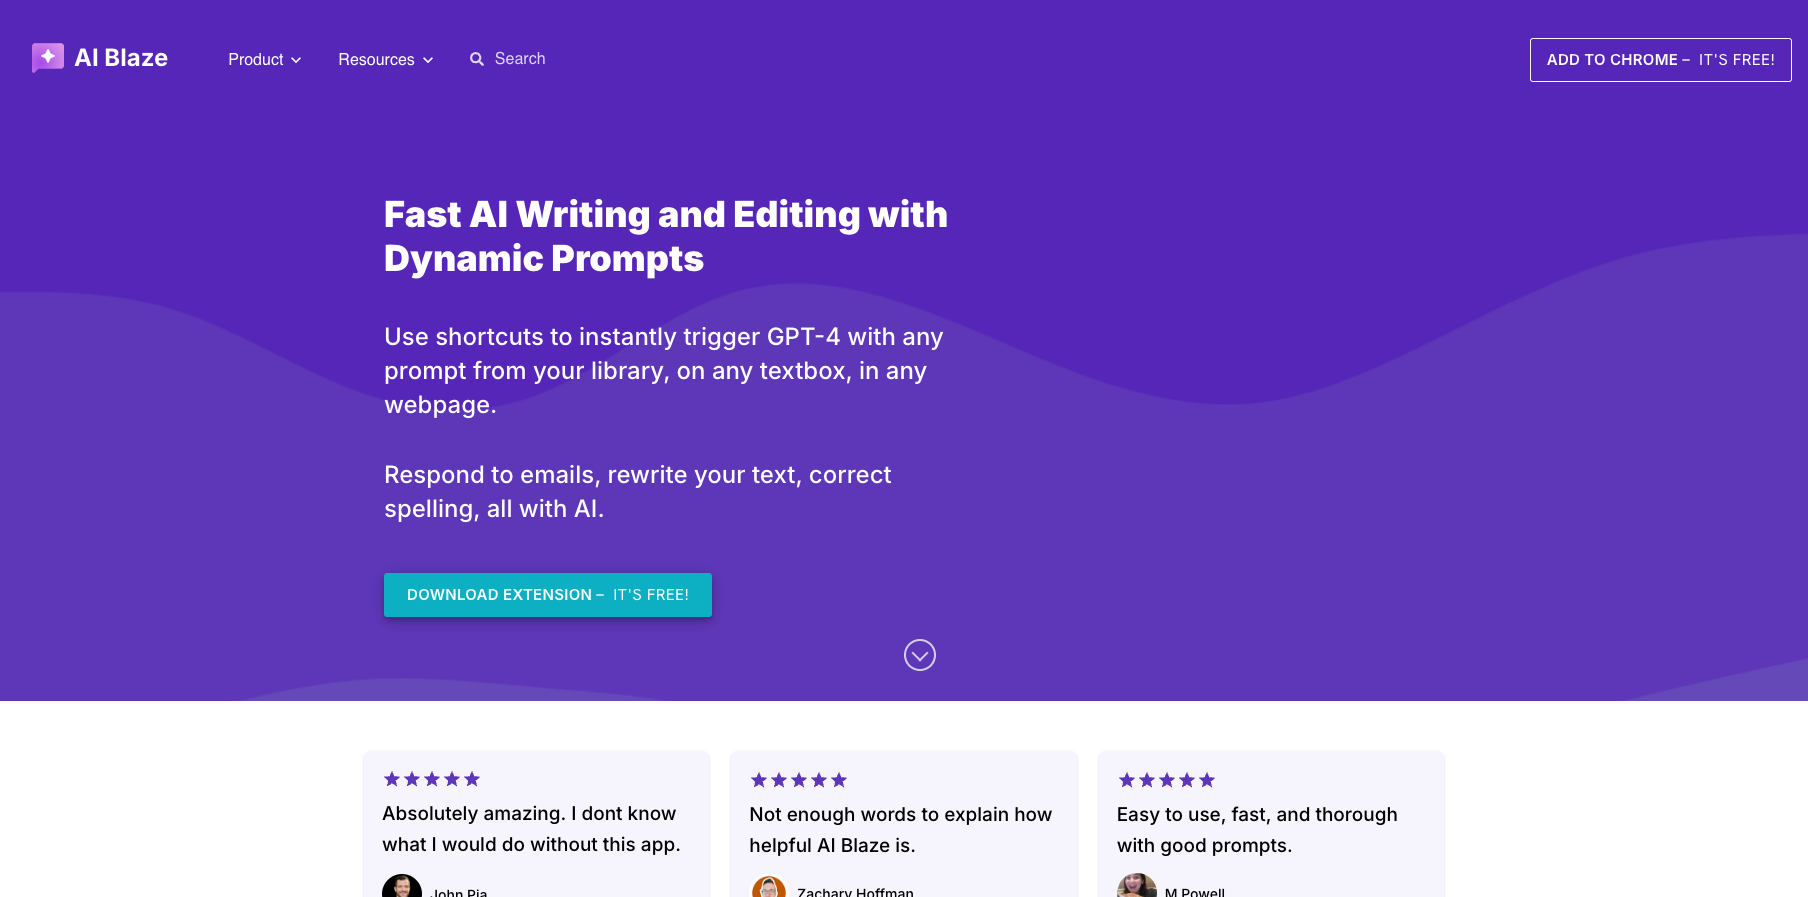 AI Blaze
Product
Resources
Search
ADD TO CHROME – IT'S FREE!
Fast AI Writing and Editing with
Dynamic Prompts
Use shortcuts to instantly trigger GPT-4 with any
prompt from your library, on any textbox, in any
webpage.
Respond to emails, rewrite your text, correct
spelling, all with AI.
DOWNLOAD EXTENSION – IT'S FREE!
Absolutely amazing. I dont know
what I would do without this app.
John Pia
Not enough words to explain how
helpful AI Blaze is.
Zachary Hoffman
Easy to use, fast, and thorough
with good prompts.
M Powell